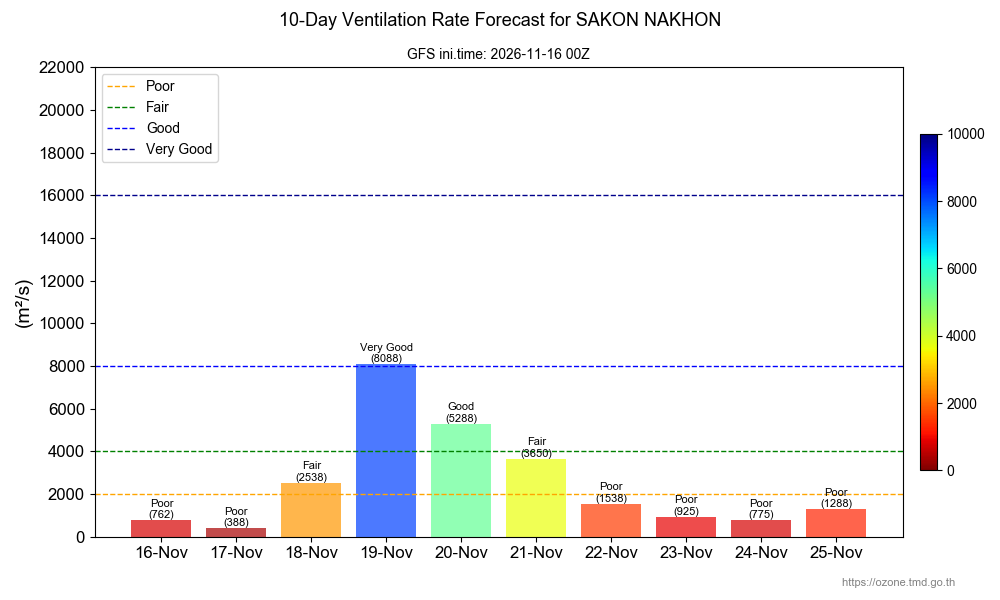 10-Day Ventilation Rate Forecast for SAKON NAKHON
GFS ini.time: 2026-11-16 00Z
22000
20000
18000
16000
14000
12000
10000
8000
6000
4000
2000
0
(m²/s)
Poor
Fair
Good
Very Good
Poor
(762)
Poor
(388)
Fair
(2538)
Very Good
(8088)
Good
(5288)
Fair
(3650)
Poor
(1538)
Poor
(925)
Poor
(775)
Poor
(1288)
16-Nov
17-Nov
18-Nov
19-Nov
20-Nov
21-Nov
22-Nov
23-Nov
24-Nov
25-Nov
10000
8000
6000
4000
2000
0
https://ozone.tmd.go.th